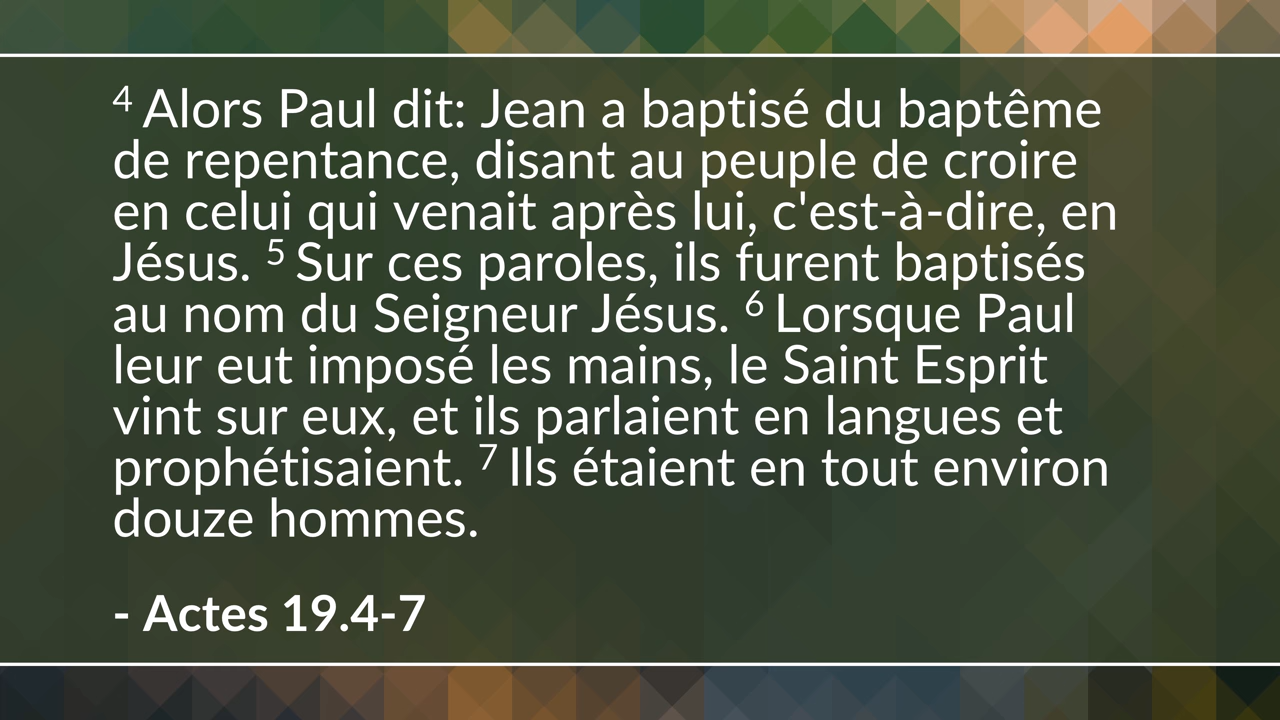 4 Alors Paul dit: Jean a baptisé du baptême
de repentance, disant au peuple de croire
en celui qui venait après lui, c'est-à-dire, en
Jésus. 5 Sur ces paroles, ils furent baptisés
au nom du Seigneur Jésus. 6 Lorsque Paul
leur eut imposé les mains, le Saint Esprit
vint sur eux, et ils parlaient en langues et
prophétisaient. 7 Ils étaient en tout environ
douze hommes.
- Actes 19.4-7